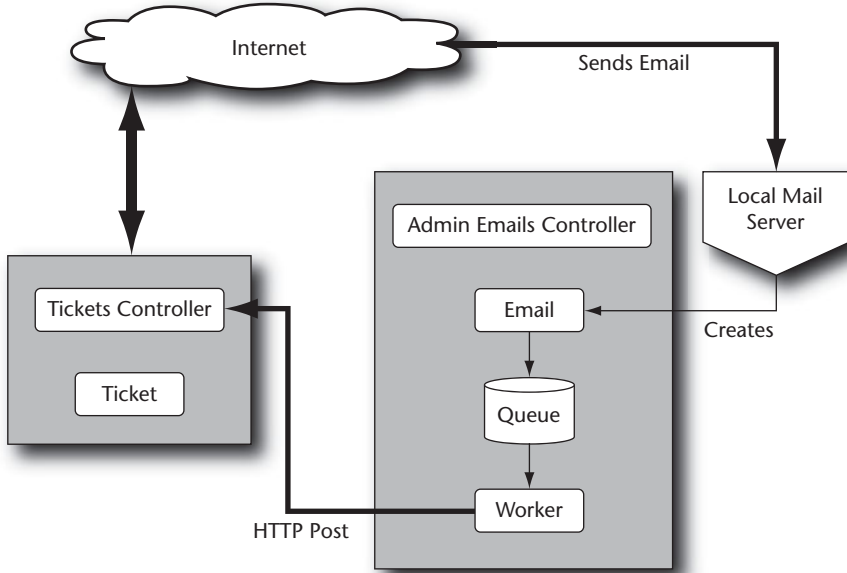 Internet
Sends Email
Local Mail
Server
Admin Emails Controller
Tickets Controller
Email
Creates
Ticket
Queue
Worker
HTTP Post